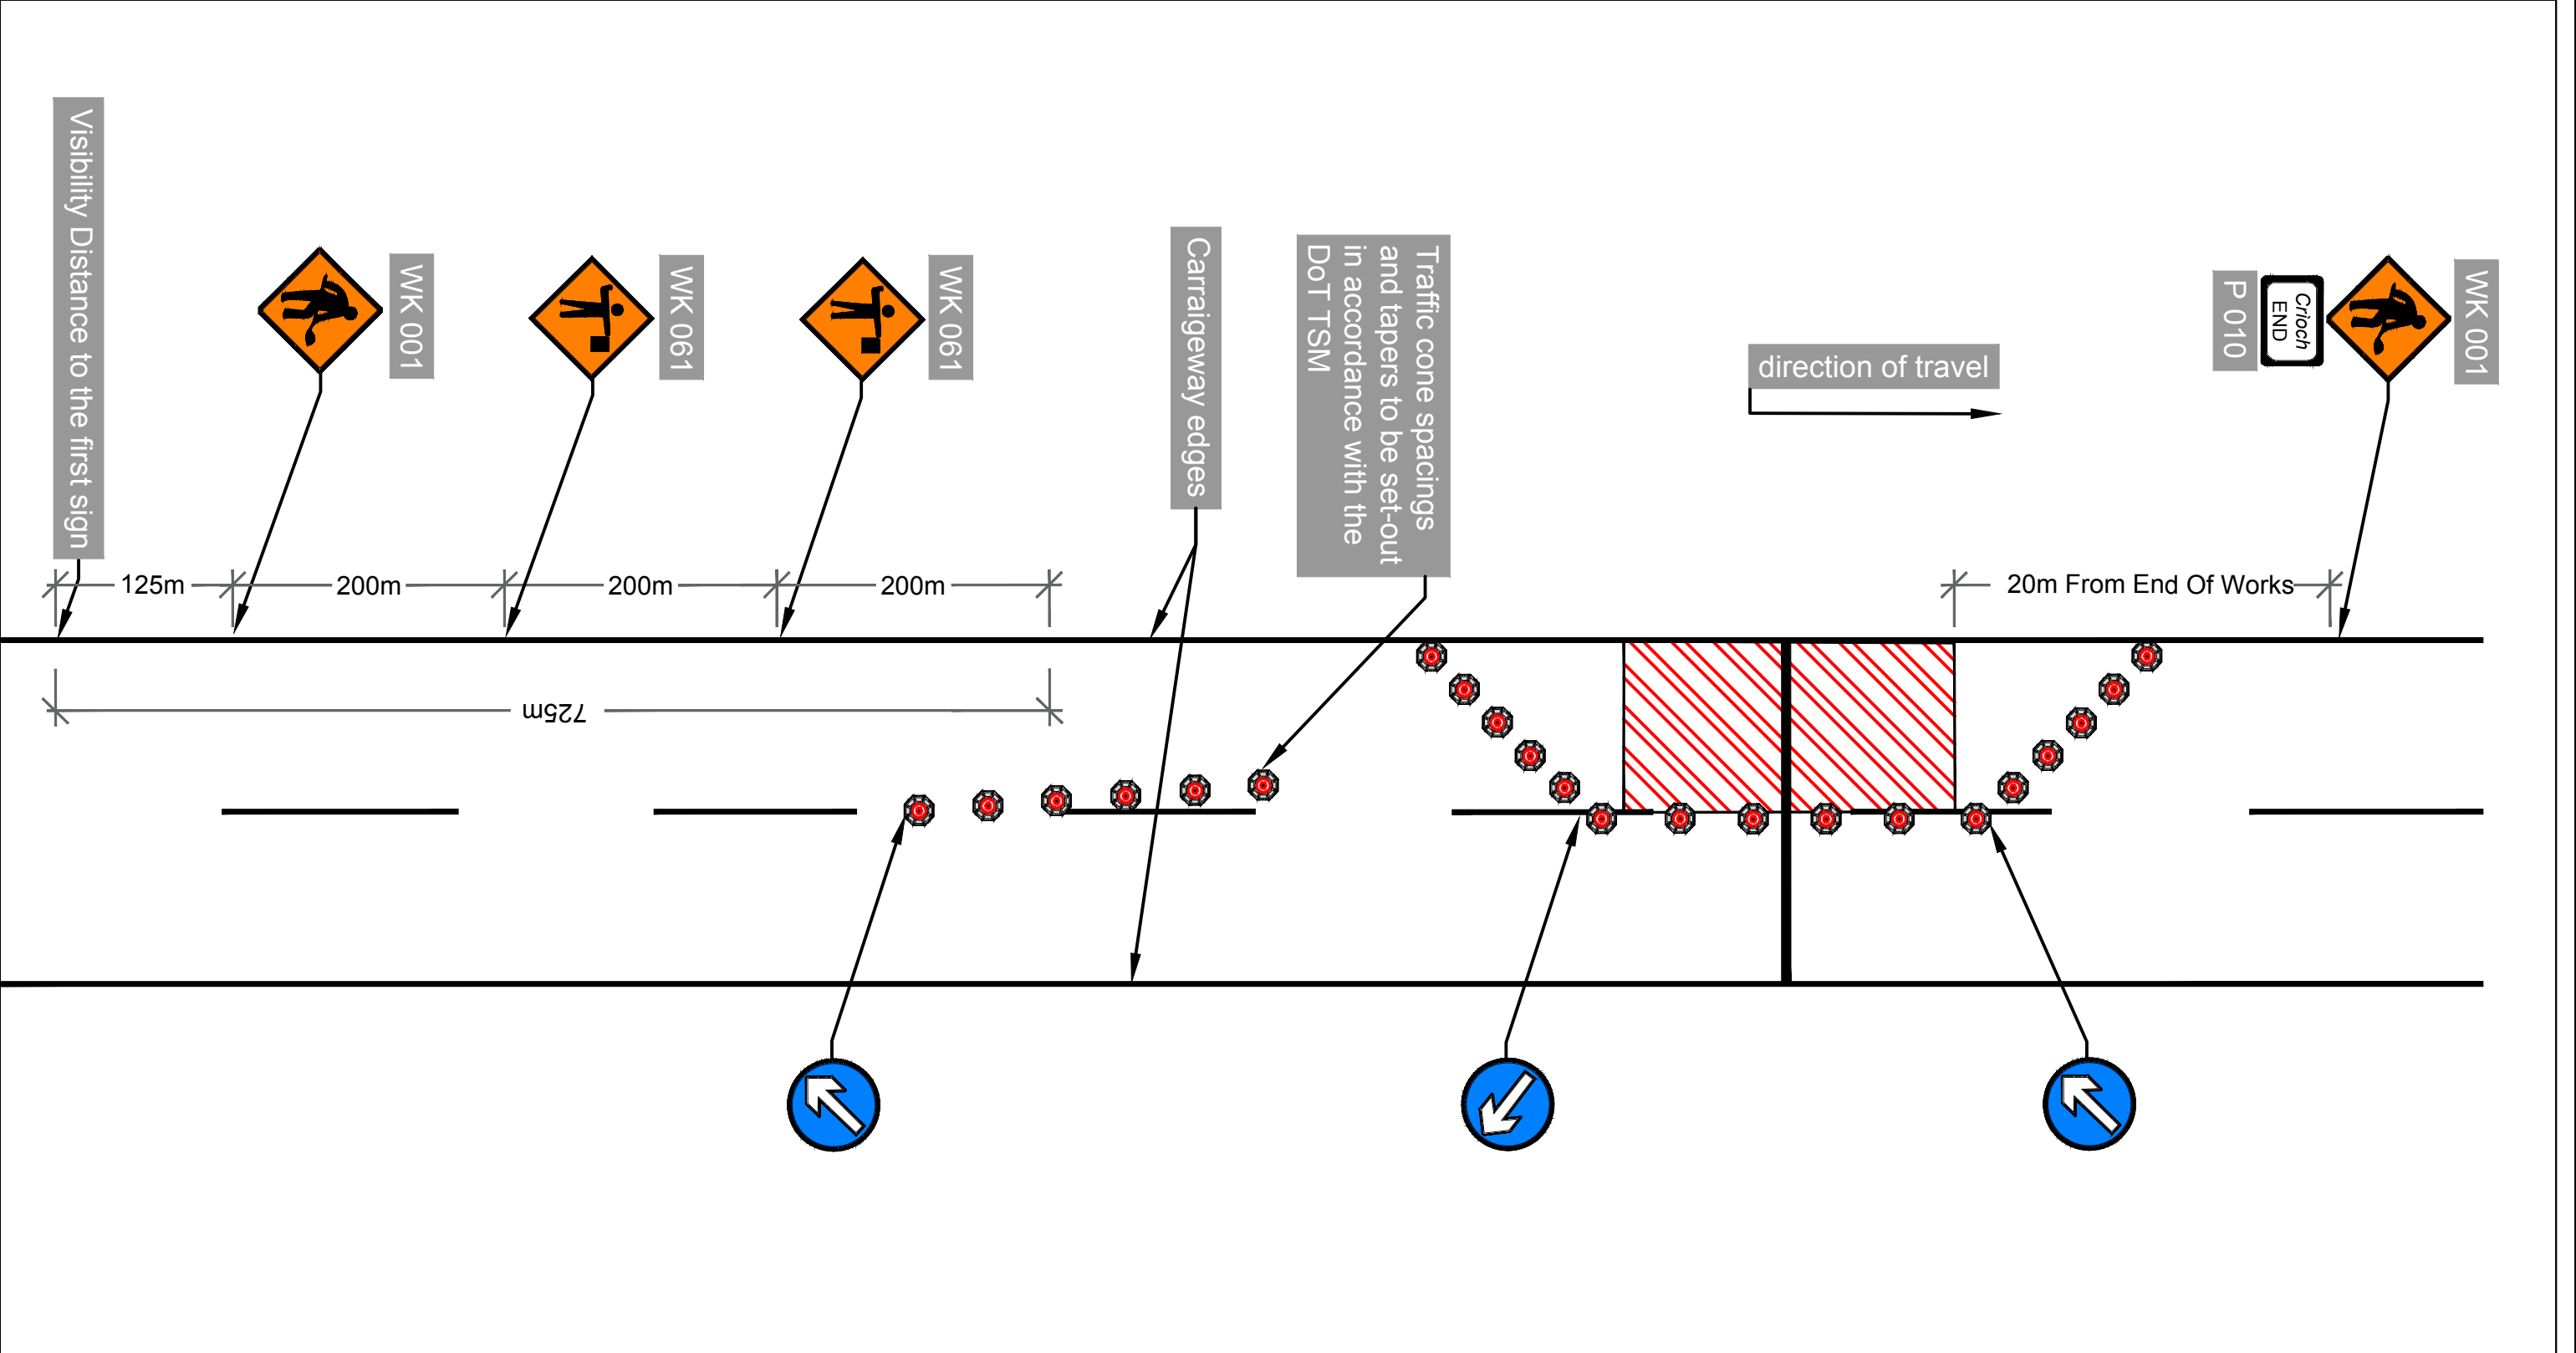 Visibility Distance to the first sign
WK 001
WK 061
WK 061
Carraigeway edges
Traffic cone spacings
and tapers to be set-out
in accordance with the
DoT TSM
direction of travel
P 010
Crìoch
END
WK 001
125m
200m
200m
200m
20m From End Of Works
725m